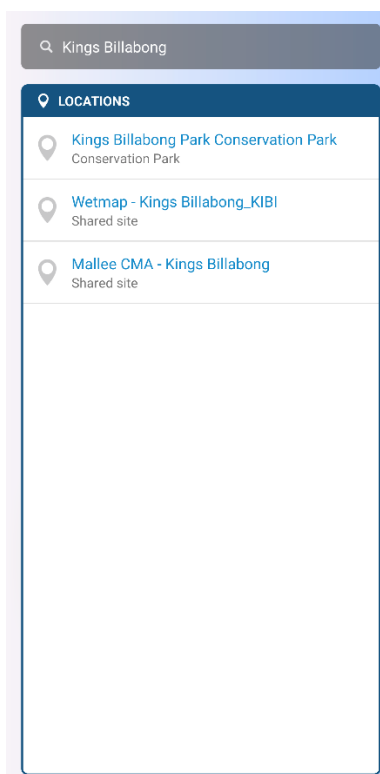 Kings Billabong
LOCATIONS
Kings Billabong Park Conservation Park
Conservation Park
Wetmap - Kings Billabong_KIBI
Shared site
Mallee CMA - Kings Billabong
Shared site